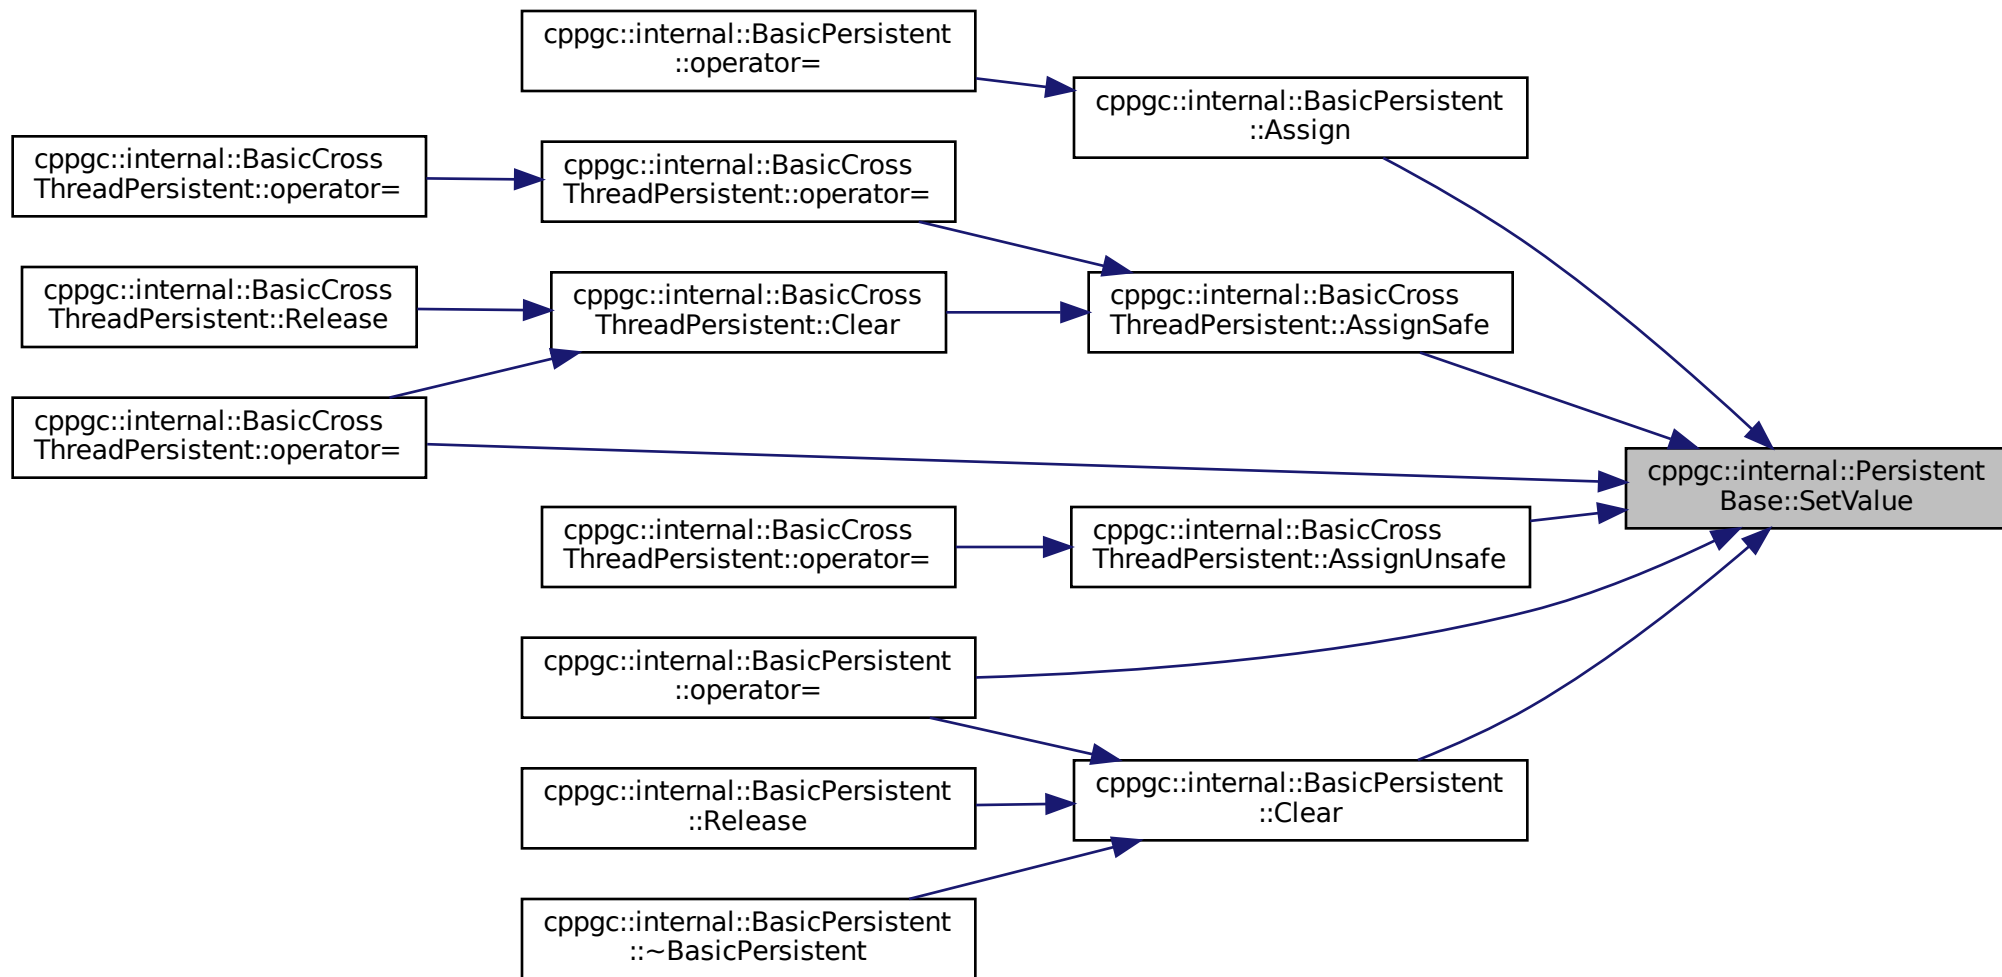 cppgc::internal::BasicPersistent
::operator=
cppgc::internal::BasicPersistent
::Assign
cppgc::internal::BasicCross
ThreadPersistent::operator=
cppgc::internal::BasicCross
ThreadPersistent::operator=
cppgc::internal::BasicCross
ThreadPersistent::Release
cppgc::internal::BasicCross
ThreadPersistent::Clear
cppgc::internal::BasicCross
ThreadPersistent::AssignSafe
cppgc::internal::BasicCross
ThreadPersistent::operator=
cppgc::internal::Persistent
Base::SetValue
cppgc::internal::BasicCross
ThreadPersistent::operator=
cppgc::internal::BasicCross
ThreadPersistent::AssignUnsafe
cppgc::internal::BasicPersistent
::operator=
cppgc::internal::BasicPersistent
::Release
cppgc::internal::BasicPersistent
::Clear
cppgc::internal::BasicPersistent
::~BasicPersistent